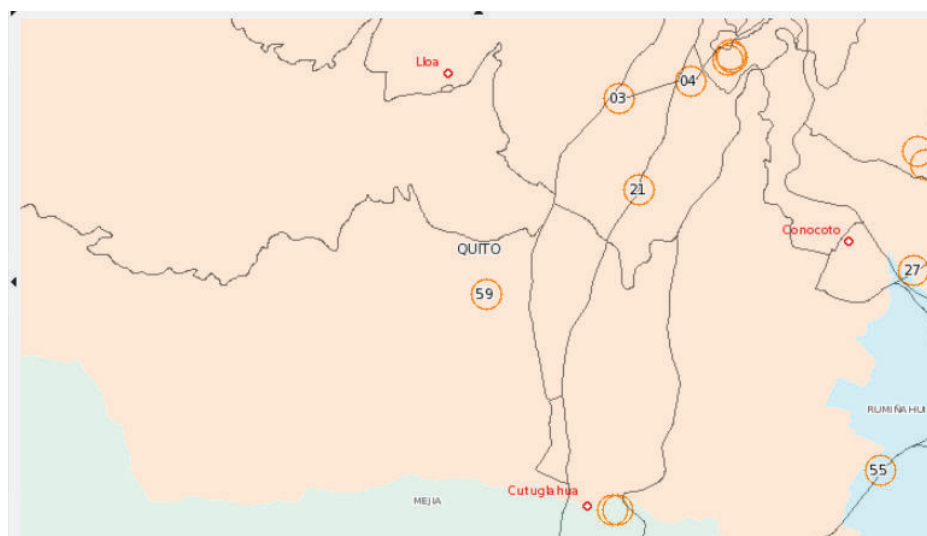 Lloa
03
04
21
Conocoto
QUITO
27
59
RUMIÑAHUI
55
Cutuglahua
MEJIA